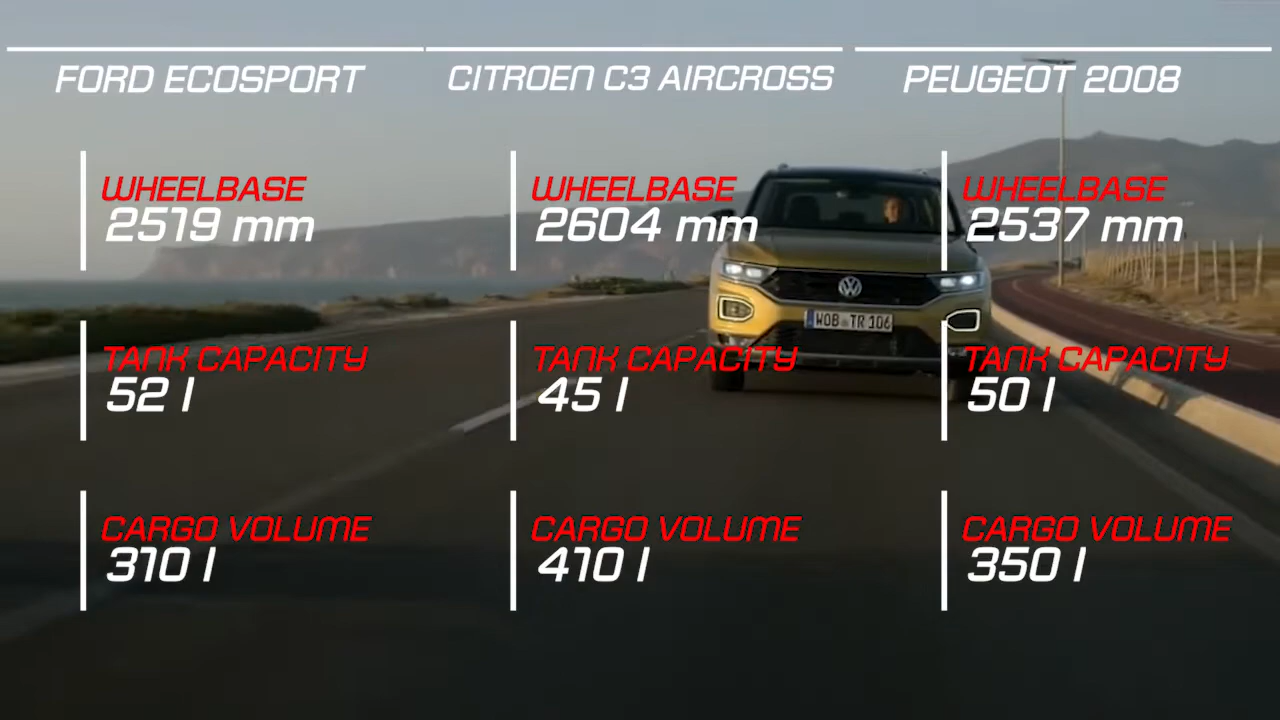 FORD ECOSPORT
CITROEN C3 AIRCROSS
PEUGEOT 2008
WHEELBASE
2519 mm
WHEELBASE
2604 mm
WHEELBASE
2537 mm
WOB TR 106
TANK CAPACITY
52 l
TANK CAPACITY
45 l
TANK CAPACITY
50 l
CARGO VOLUME
310 l
CARGO VOLUME
410 l
CARGO VOLUME
350 l